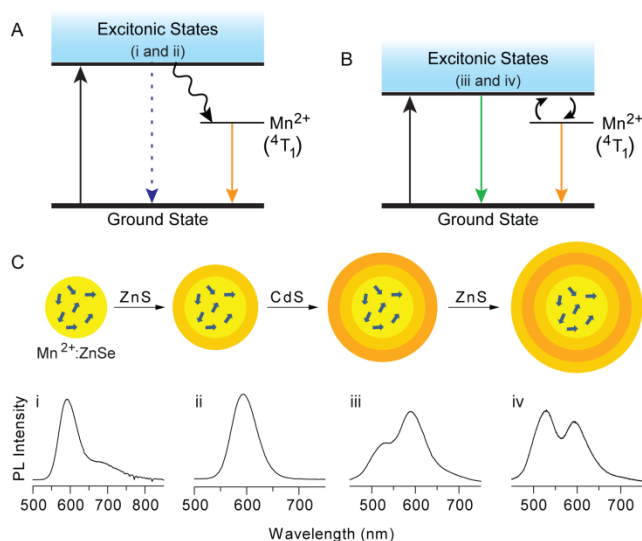 A
Excitonic States
(i and ii)
Mn²⁺
(⁴T₁)
Ground State
B
Excitonic States
(iii and iv)
Mn²⁺
(⁴T₁)
Ground State
C
ZnS
CdS
ZnS
Mn²⁺:ZnSe
PL Intensity
i
ii
iii
iv
500 600 700 800
500 600 700
500 600 700
500 600 700
Wavelength (nm)